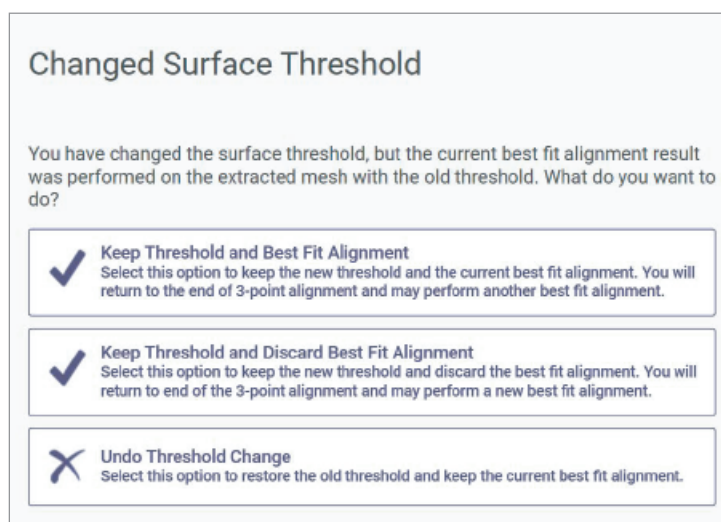 Changed Surface Threshold
You have changed the surface threshold, but the current best fit alignment result
was performed on the extracted mesh with the old threshold. What do you want to
do?
Keep Threshold and Best Fit Alignment
Select this option to keep the new threshold and the current best fit alignment. You will
return to the end of 3-point alignment and may perform another best fit alignment.
Keep Threshold and Discard Best Fit Alignment
Select this option to keep the new threshold and discard the best fit alignment. You will
return to end of the 3-point alignment and may perform a new best fit alignment.
Undo Threshold Change
Select this option to restore the old threshold and keep the current best fit alignment.